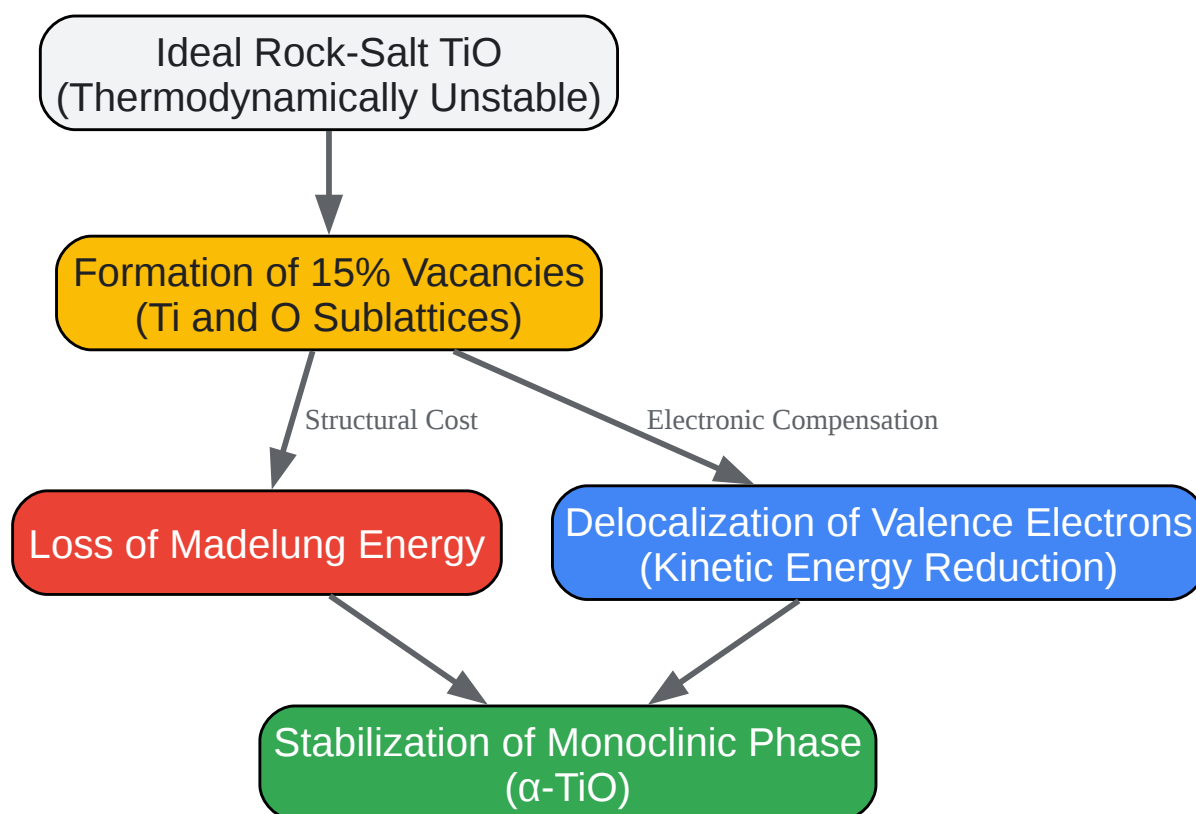 Ideal Rock-Salt TiO
(Thermodynamically Unstable)
Formation of 15% Vacancies
(Ti and O Sublattices)
Structural Cost
Electronic Compensation
Loss of Madelung Energy
Delocalization of Valence Electrons
(Kinetic Energy Reduction)
Stabilization of Monoclinic Phase
(α-TiO)